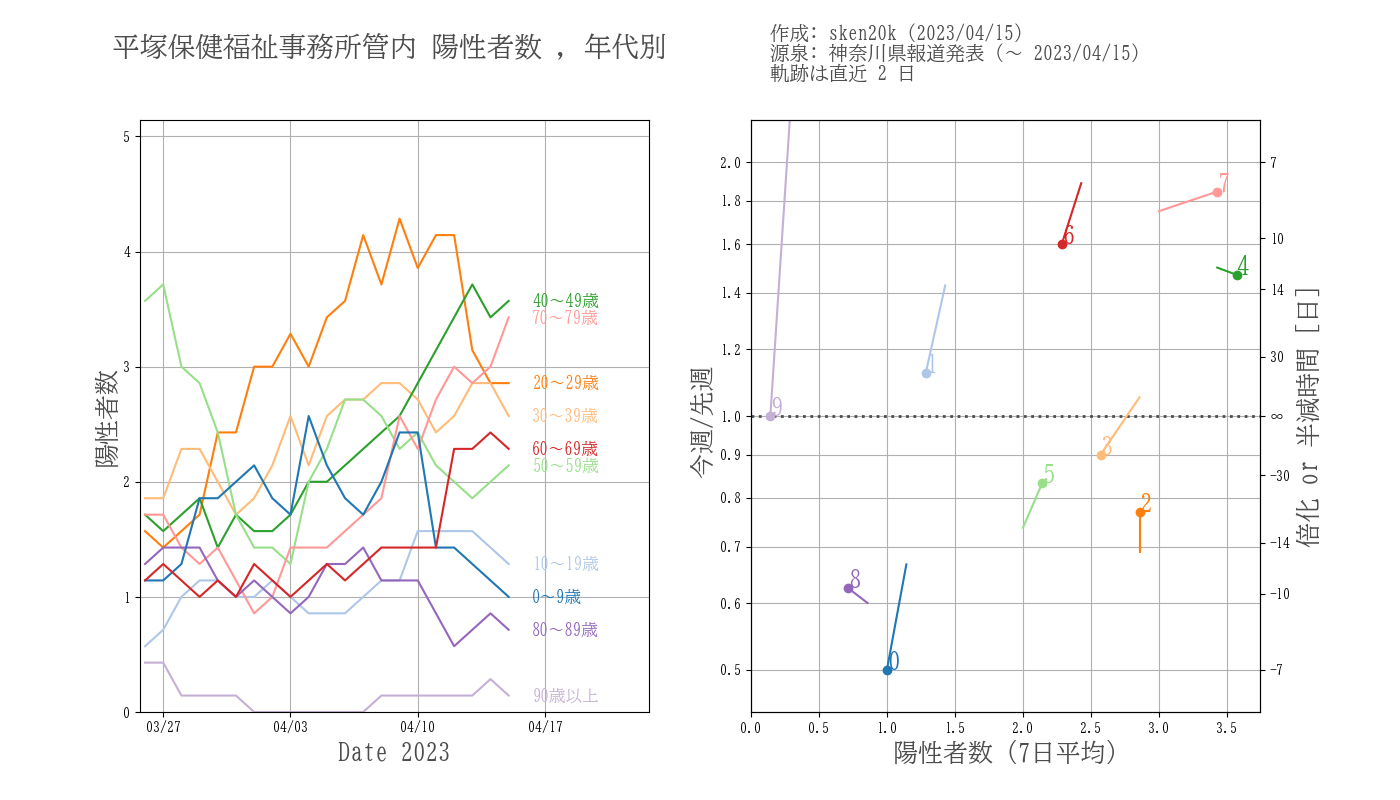 平塚保健福祉事務所管内 陽性者数 , 年代別
作成: sken20k (2023/04/15)
源泉: 神奈川県報道発表 (〜 2023/04/15)
軌跡は直近 2 日
陽性者数
5
4
3
2
1
0
03/27
04/03
04/10
04/17
Date 2023
40〜49歳
70〜79歳
20〜29歳
30〜39歳
60〜69歳
50〜59歳
10〜19歳
0〜9歳
80〜89歳
90歳以上
今週/先週
2.0
1.8
1.6
1.4
1.2
1.0
0.9
0.8
0.7
0.6
0.5
0.0
0.5
1.0
1.5
2.0
2.5
3.0
3.5
陽性者数 (7日平均)
7
6
4
1
9
3
5
2
8
0
7
10
14
30
∞
−30
−14
−10
−7
倍化 or 半減時間 [日]